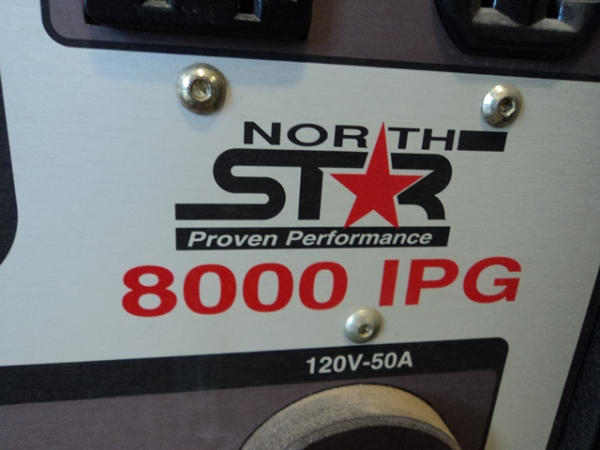 NORTH
STAR
Proven Performance
8000 IPG
120V-50A